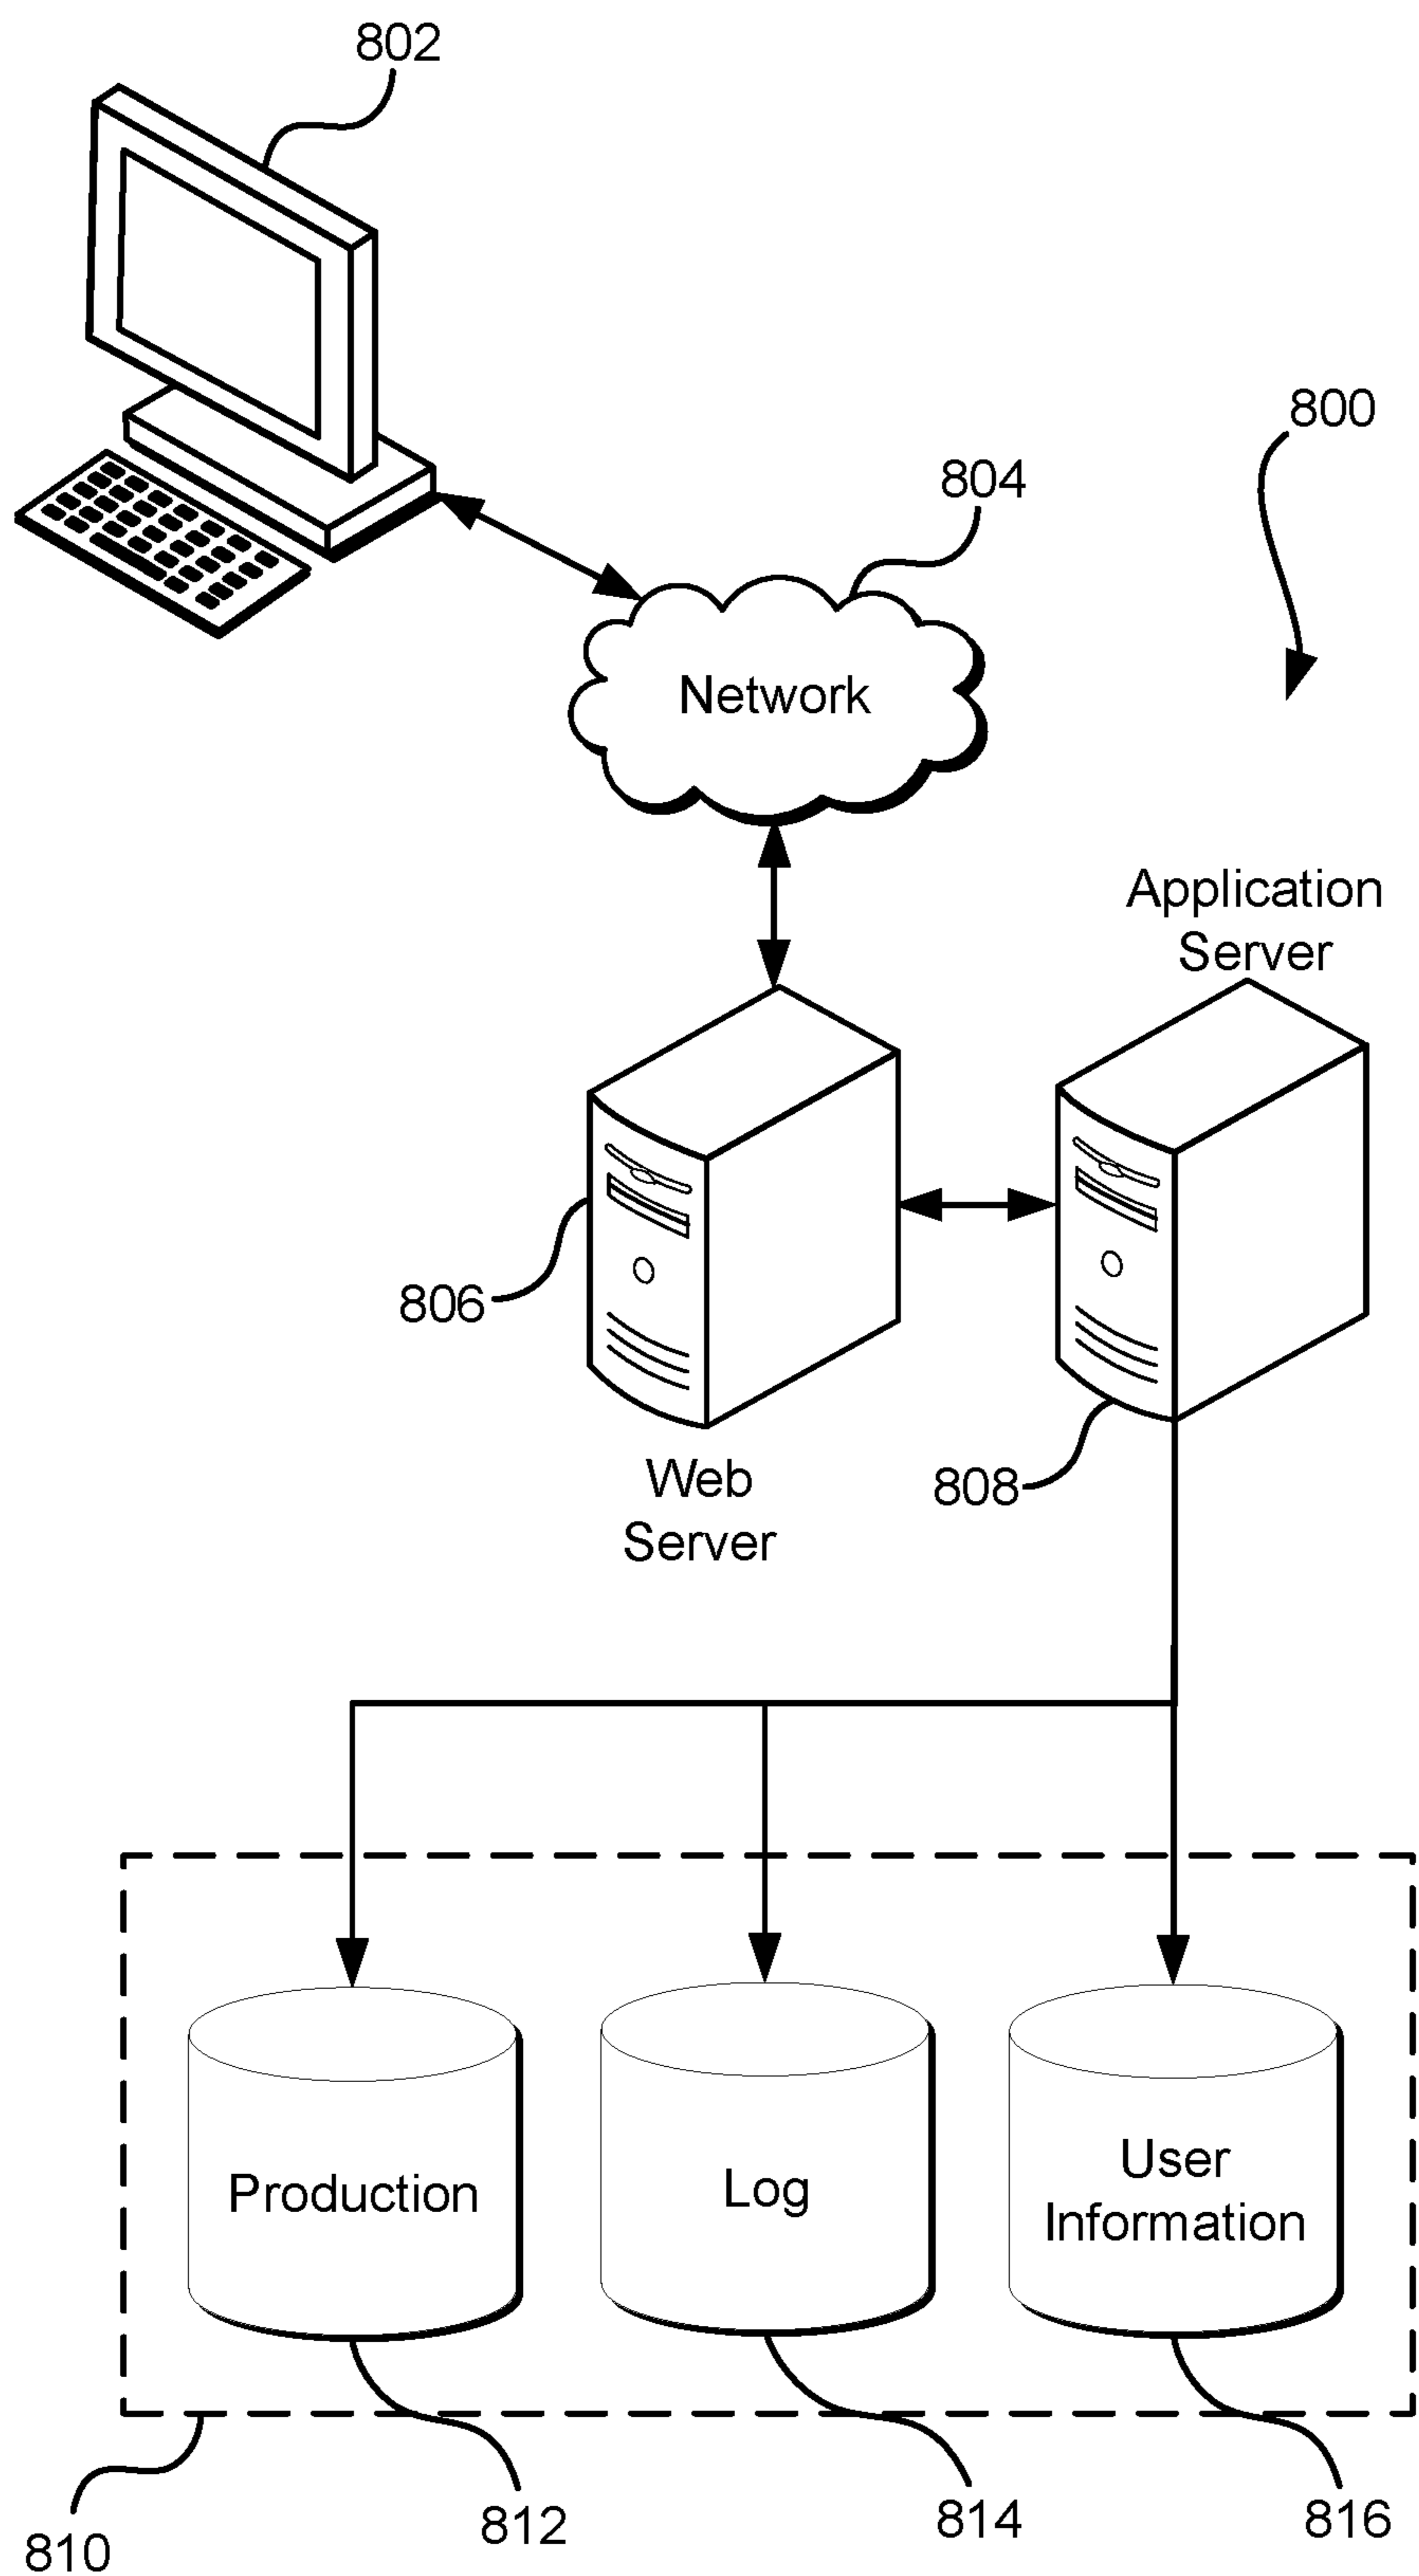 802
800
804
Network
Application
Server
806
808
Web
Server
Production
Log
User
Information
810
812
814
816